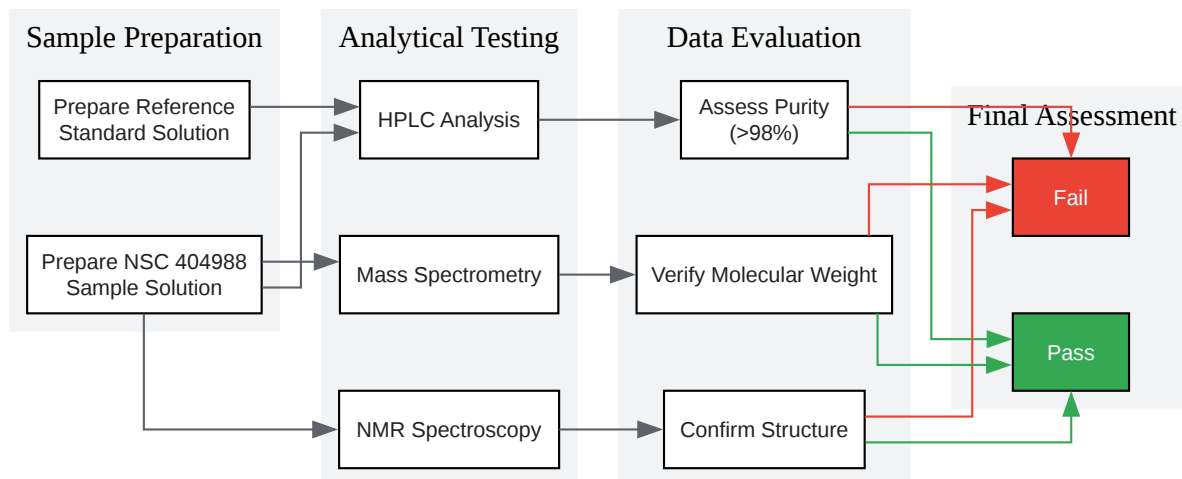 Sample Preparation
Analytical Testing
Data Evaluation
Final Assessment
Prepare Reference
Standard Solution
HPLC Analysis
Assess Purity
(>98%)
Fail
Prepare NSC 404988
Sample Solution
Mass Spectrometry
Verify Molecular Weight
Pass
NMR Spectroscopy
Confirm Structure